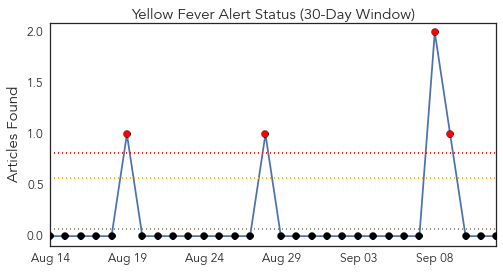 Yellow Fever Alert Status (30-Day Window)
Articles Found
2.0
1.5
1.0
0.5
0.0
Aug 14 Aug 19 Aug 24 Aug 29 Sep 03 Sep 08